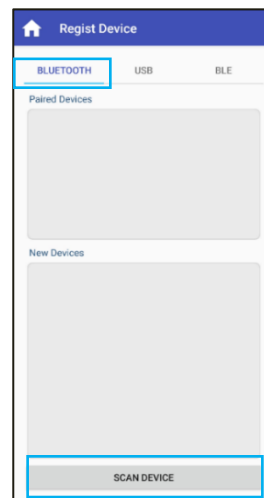 Regist Device
BLUETOOTH USB BLE
Paired Devices
New Devices
SCAN DEVICE